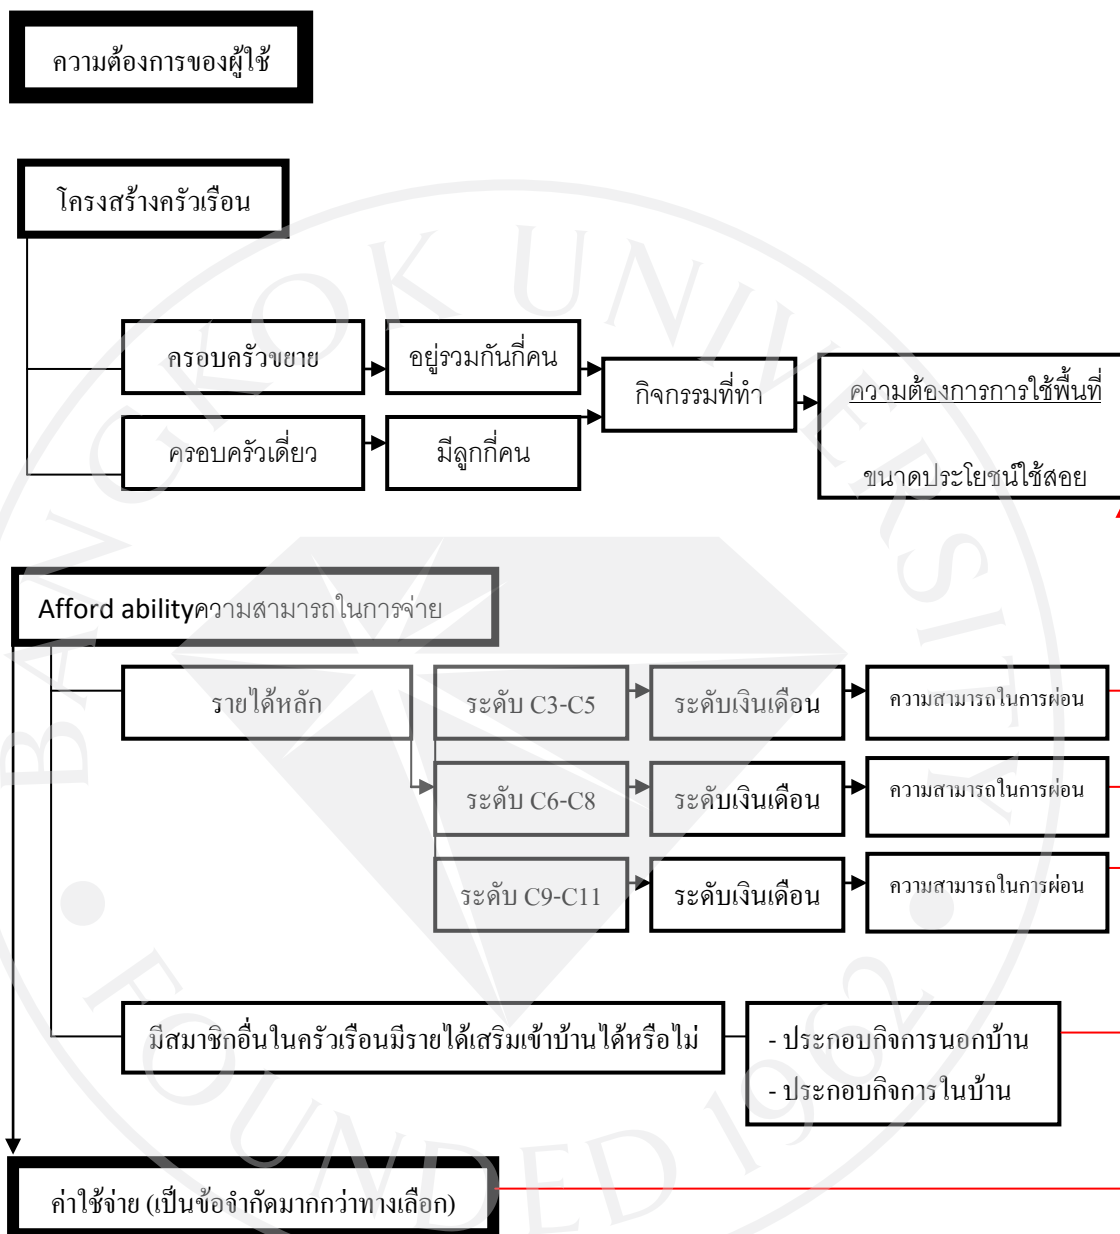 ความต้องการของผู้ใช้
โครงสร้างครัวเรือน
ครอบครัวขยาย
อยู่รวมกันกี่คน
กิจกรรมที่ทำ
ความต้องการการใช้พื้นที่
ครอบครัวเดี่ยว
มีลูกกี่คน
ขนาดประโยชน์ใช้สอย
Afford abilityความสามารถในการจ่าย
รายได้หลัก
ระดับ C3-C5
ระดับเงินเดือน
ความสามารถในการผ่อน
ระดับ C6-C8
ระดับเงินเดือน
ความสามารถในการผ่อน
ระดับ C9-C11
ระดับเงินเดือน
ความสามารถในการผ่อน
มีสมาชิกอื่นในครัวเรือนมีรายได้เสริมเข้าบ้านได้หรือไม่
- ประกอบกิจการนอกบ้าน
- ประกอบกิจการในบ้าน
ค่าใช้จ่าย (เป็นข้อจำกัดมากกว่าทางเลือก)
BANGKOK UNIVERSITY
FOUNDED 1962